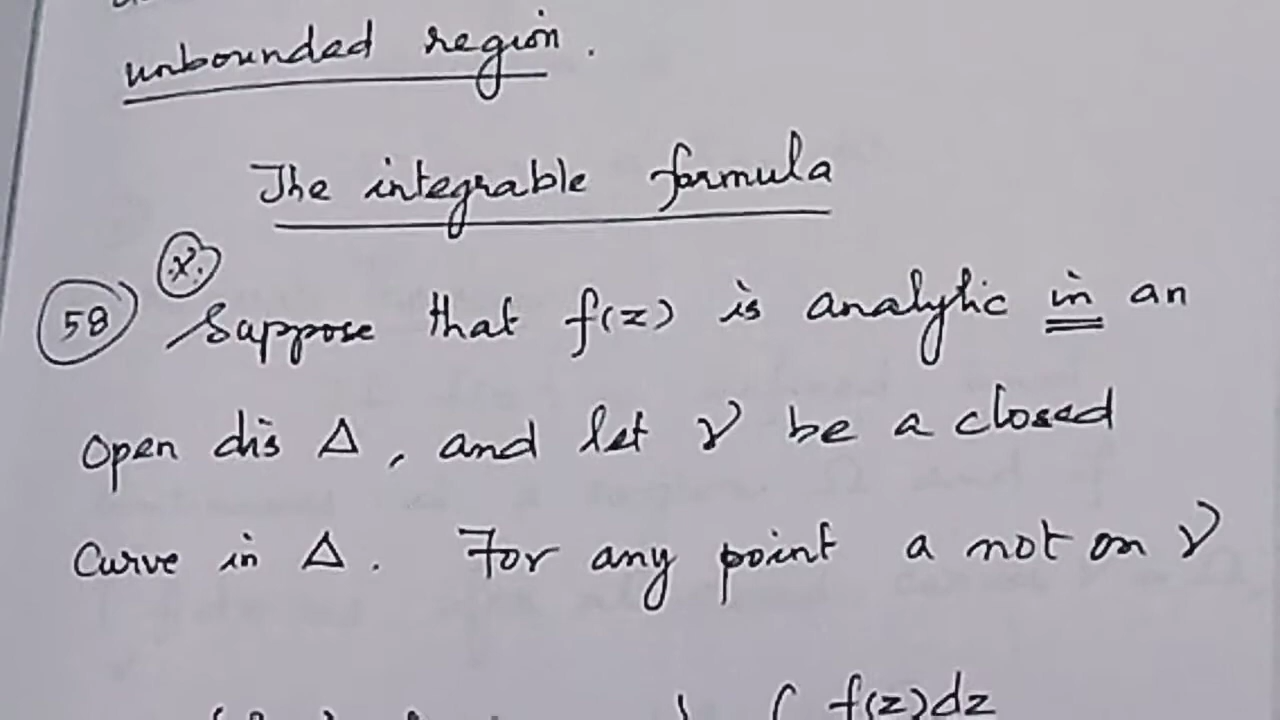 unbounded region.
The integrable formula
58 X. Suppose that f(z) is analytic in an
open dis Δ, and let γ be a closed
curve in Δ. For any point a not on γ
f(z)dz